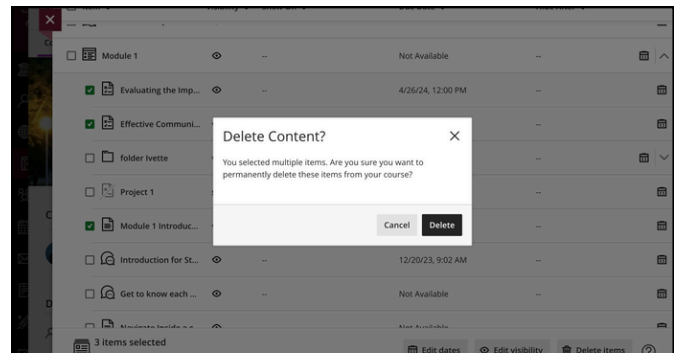 Module 1
--
Not Available
--
Evaluating the Imp...
--
4/26/24, 12:00 PM
--
Effective Communi...
--
folder Ivette
--
Project 1
--
Module 1 Introduc...
--
Introduction for St...
--
12/20/23, 9:02 AM
--
Get to know each ...
--
Not Available
--
Delete Content?
You selected multiple items. Are you sure you want to
permanently delete these items from your course?
Cancel
Delete
3 items selected
Edit dates
Edit visibility
Delete items